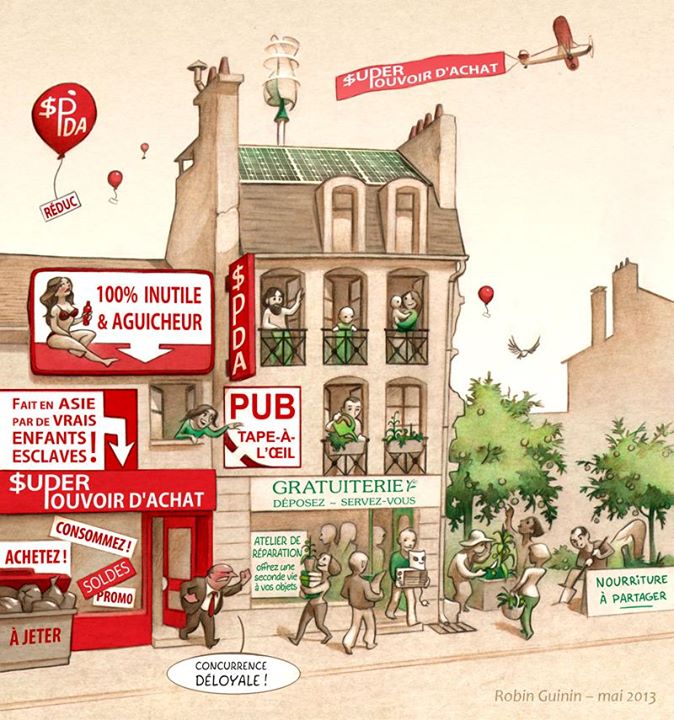 $UPER
POUVOIR D'ACHAT
$P
PDA
RÉDUC
100% INUTILE
& AGUICHEUR
$PDA
FAIT EN ASIE
PAR DE VRAIS
ENFANTS
ESCLAVES !
PUB
TAPE-À-
L'ŒIL
$UPER
POUVOIR D'ACHAT
GRATUITERIE
DÉPOSEZ – SERVEZ-VOUS
CONSOMMEZ !
ACHETEZ !
SOLDES
PROMO
À JETER
ATELIER DE
RÉPARATION
offrez une
seconde vie
à vos objets
NOURRITURE
À PARTAGER
CONCURRENCE
DÉLOYALE !
Robin Guinin – mai 2013